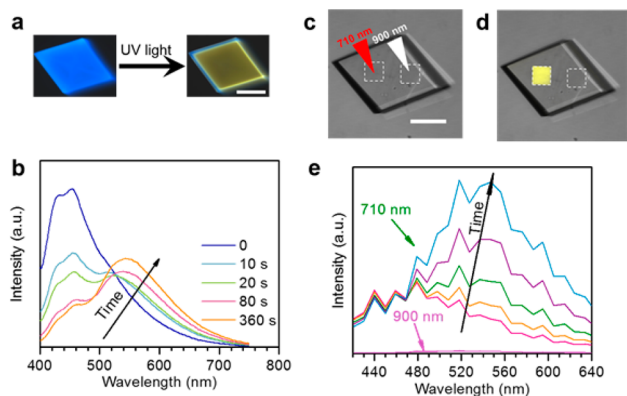 a
UV light
b
Intensity (a.u.)
0
10 s
20 s
80 s
360 s
Time
400 500 600 700 800
Wavelength (nm)
c
710 nm
900 nm
d
e
Intensity (a.u.)
710 nm
Time
900 nm
440 480 520 560 600 640
Wavelength (nm)